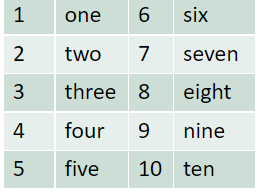 1 one 6 six
2 two 7 seven
3 three 8 eight
4 four 9 nine
5 five 10 ten